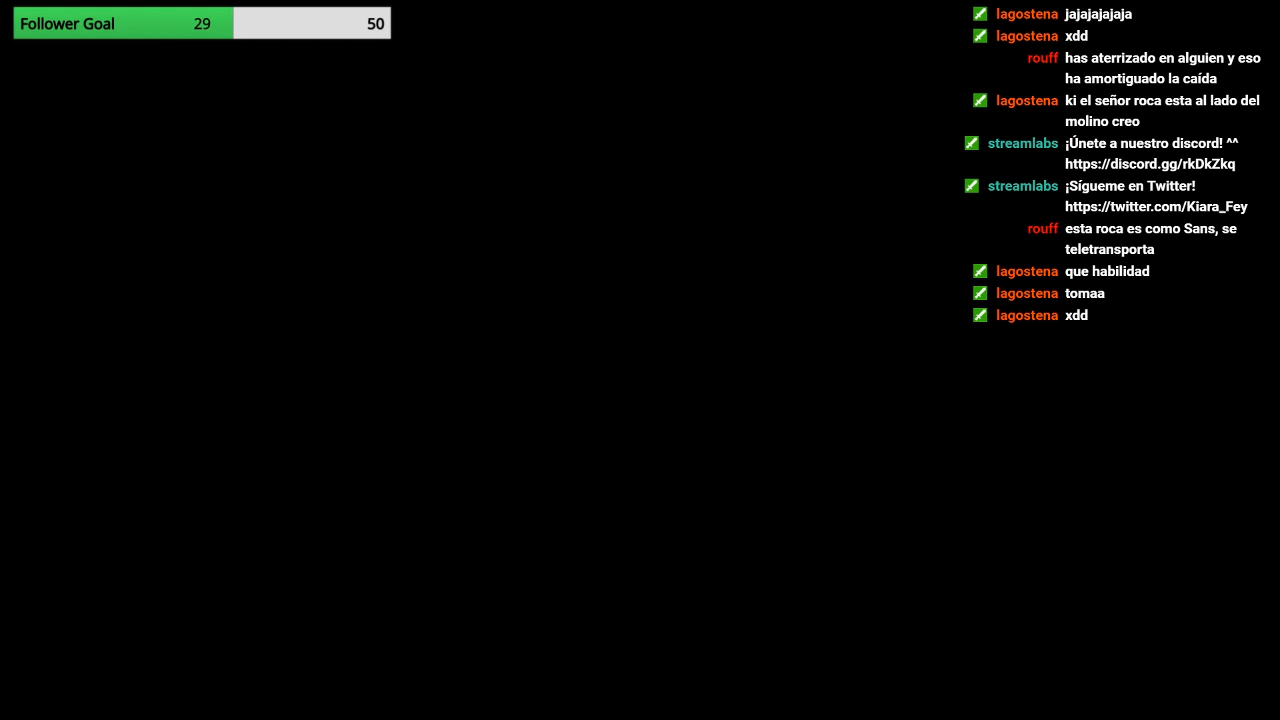 Follower Goal 29 50
lagostena jajajajajaja
lagostena xdd
rouff has aterrizado en alguien y eso
ha amortiguado la caída
lagostena ki el señor roca esta al lado del
molino creo
streamlabs ¡Únete a nuestro discord! ^^
https://discord.gg/rkDkZkq
streamlabs ¡Sígueme en Twitter!
https://twitter.com/Kiara_Fey
rouff esta roca es como Sans, se
teletransporta
lagostena que habilidad
lagostena tomaa
lagostena xdd